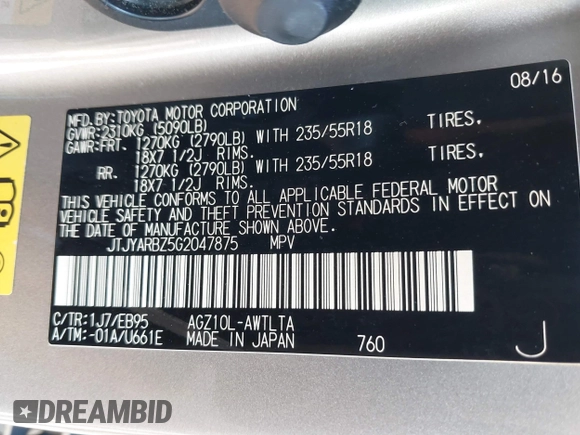 08/16
MFD.BY:TOYOTA MOTOR CORPORATION
GVWR:2310KG (5090LB)
GAWR:FRT. 1270KG (2790LB) WITH 235/55R18 TIRES,
18X7 1/2J RIMS.
RR. 1270KG (2790LB) WITH 235/55R18 TIRES,
18X7 1/2J RIMS.
THIS VEHICLE CONFORMS TO ALL APPLICABLE FEDERAL MOTOR
VEHICLE SAFETY AND THEFT PREVENTION STANDARDS IN EFFECT ON
THE DATE OF MANUFACTURE SHOWN ABOVE.
JTJYARBZ5G2047875 MPV
C/TR:1J7/EB95 AGZ10L-AWTLTA
A/TM:-01A/U661E MADE IN JAPAN 760 J
DREAMBID